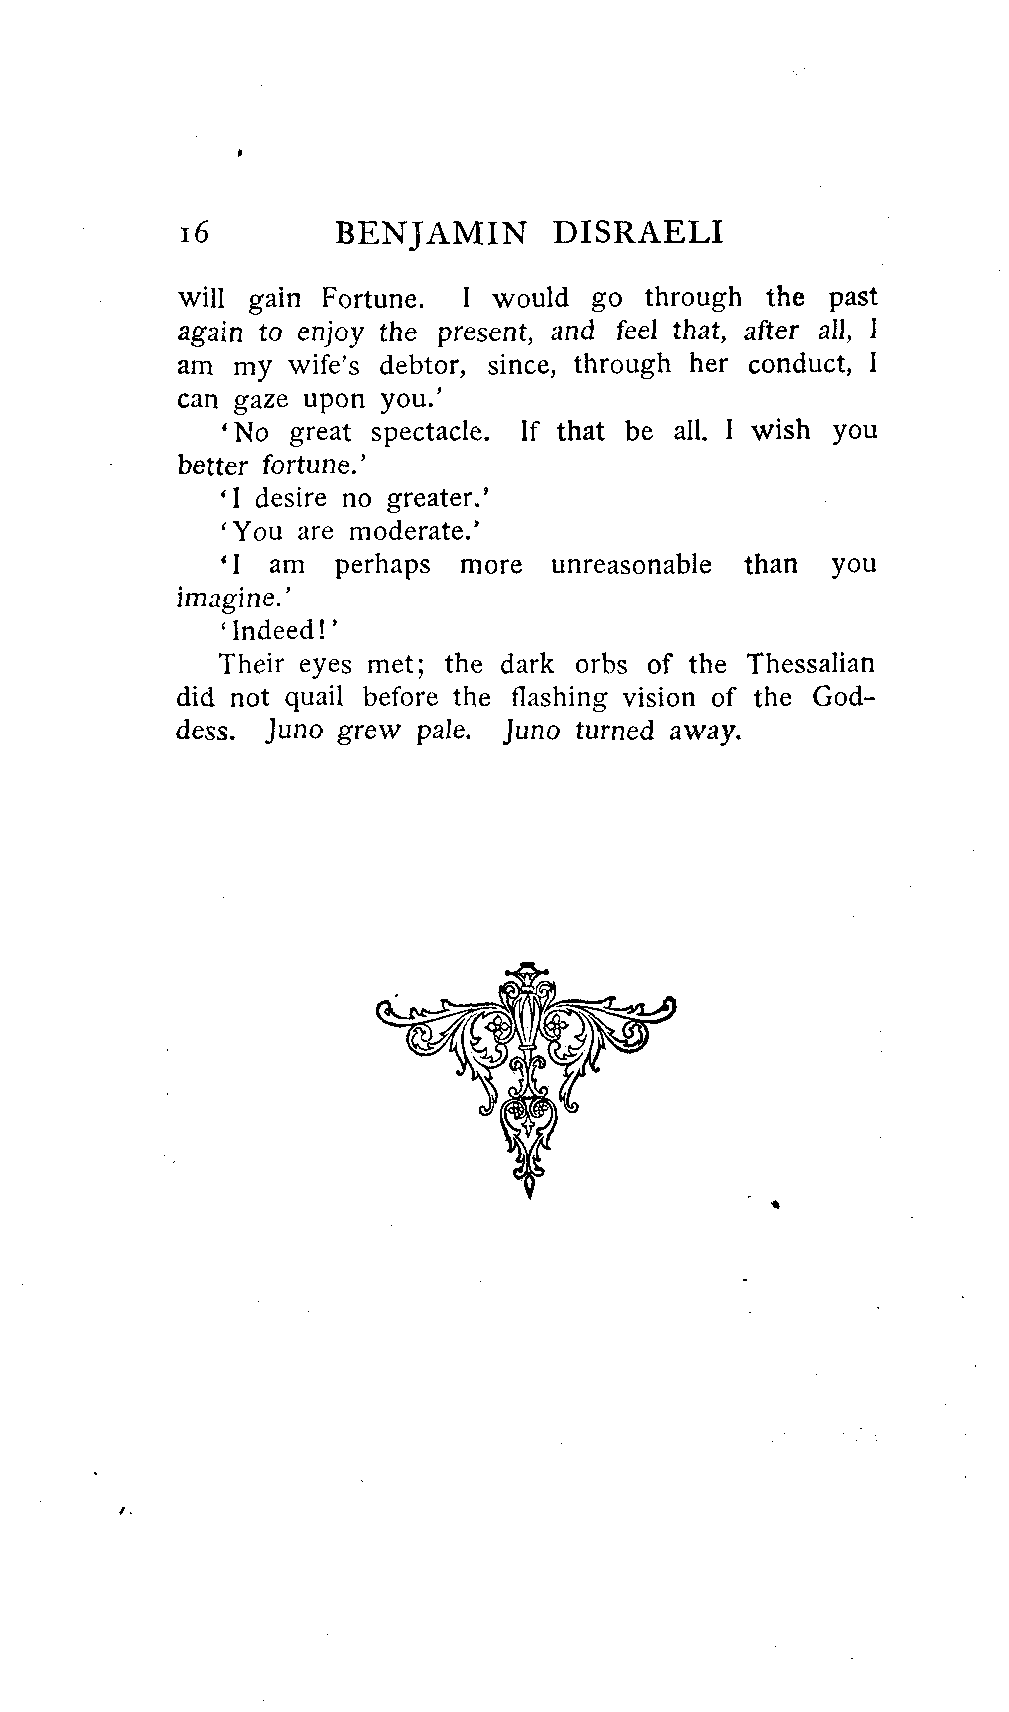 16 BENJAMIN DISRAELI
will gain Fortune. I would go through the past
again to enjoy the present, and feel that, after all, I
am my wife's debtor, since, through her conduct, I
can gaze upon you.'
'No great spectacle. If that be all. I wish you
better fortune.'
'I desire no greater.'
'You are moderate.'
'I am perhaps more unreasonable than you
imagine.'
'Indeed!'
Their eyes met; the dark orbs of the Thessalian
did not quail before the flashing vision of the God-
dess. Juno grew pale. Juno turned away.